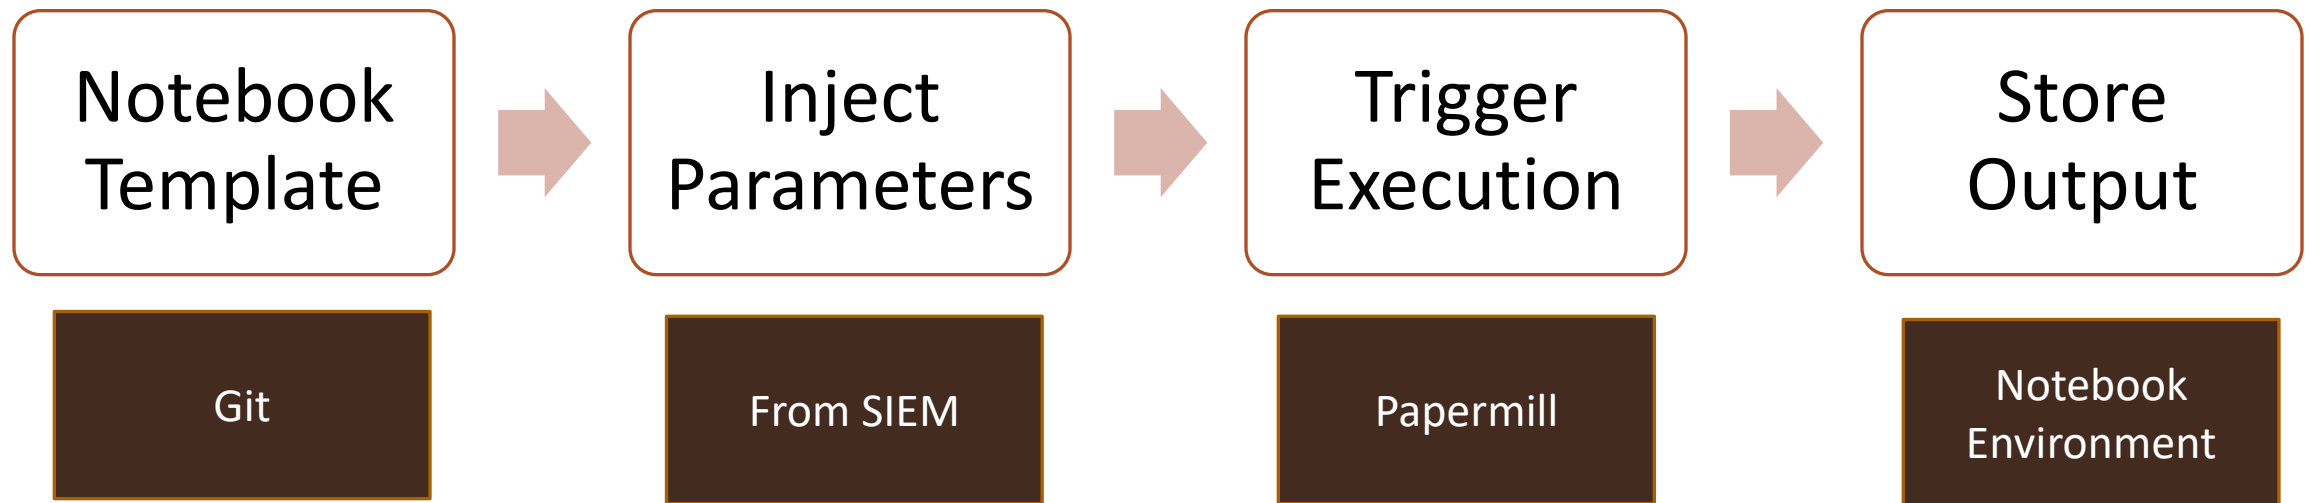 Notebook
Template
Inject
Parameters
Trigger
Execution
Store
Output
Git
From SIEM
Papermill
Notebook
Environment